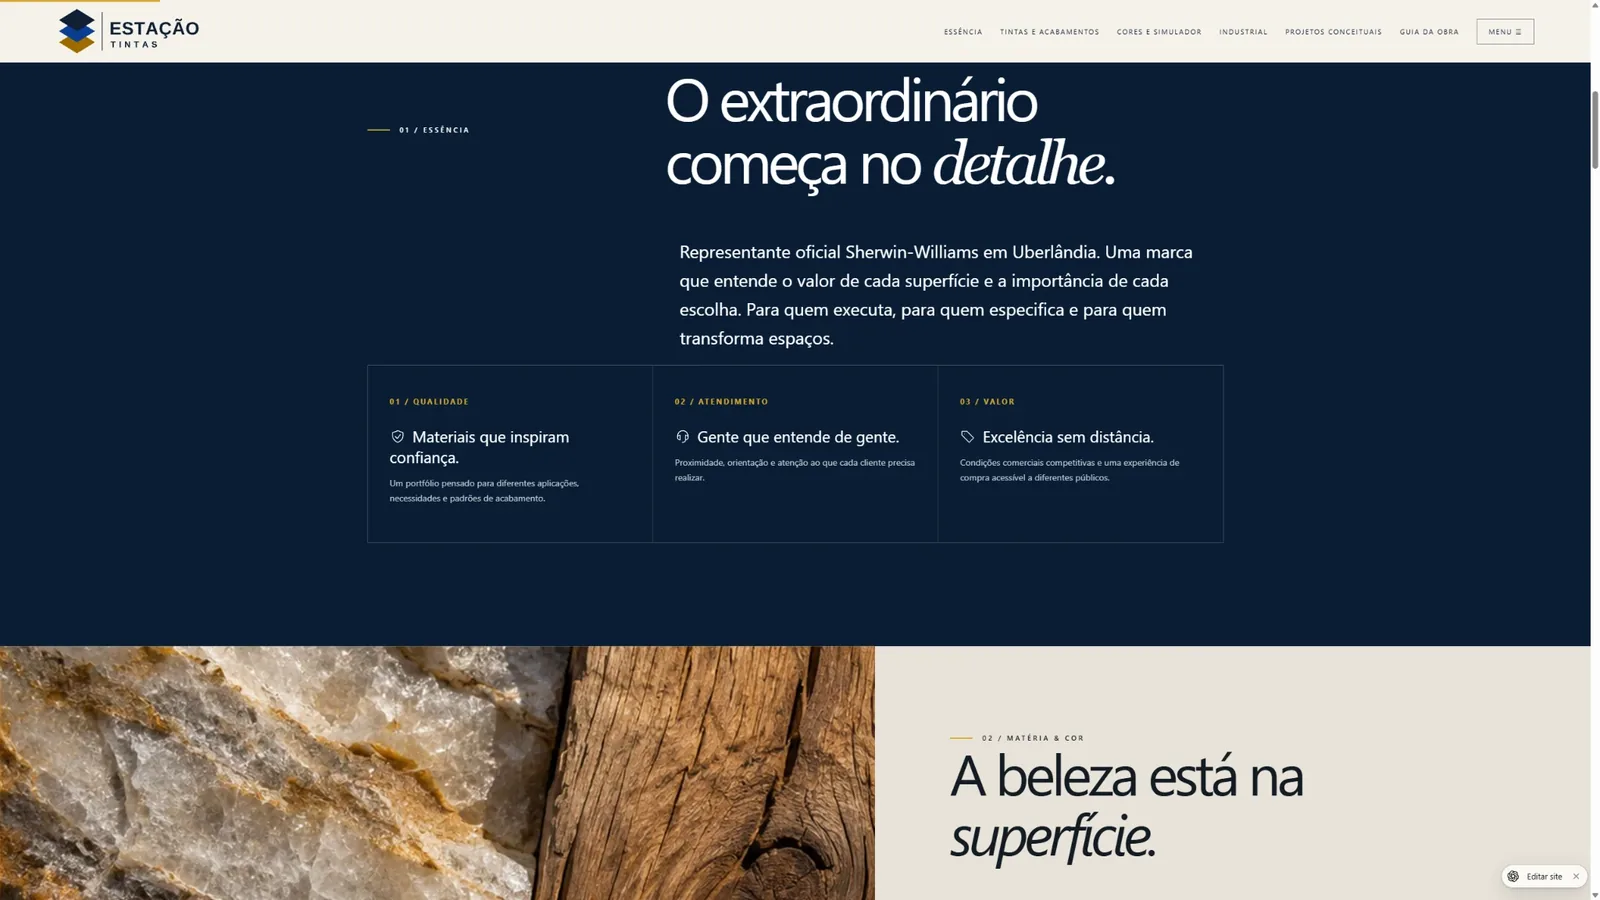 ESTAÇÃO
TINTAS
ESSÊNCIA
TINTAS E ACABAMENTOS
CORES E SIMULADOR
INDUSTRIAL
PROJETOS CONCEITUAIS
GUIA DA OBRA
MENU ☰
01 / ESSÊNCIA
O extraordinário
começa no detalhe.
Representante oficial Sherwin-Williams em Uberlândia. Uma marca
que entende o valor de cada superfície e a importância de cada
escolha. Para quem executa, para quem especifica e para quem
transforma espaços.
01 / QUALIDADE
Materiais que inspiram
confiança.
Um portfólio pensado para diferentes aplicações,
necessidades e padrões de acabamento.
02 / ATENDIMENTO
Gente que entende de gente.
Proximidade, orientação e atenção ao que cada cliente precisa
realizar.
03 / VALOR
Excelência sem distância.
Condições comerciais competitivas e uma experiência de
compra acessível a diferentes públicos.
02 / MATÉRIA & COR
A beleza está na
superfície.
Editar site